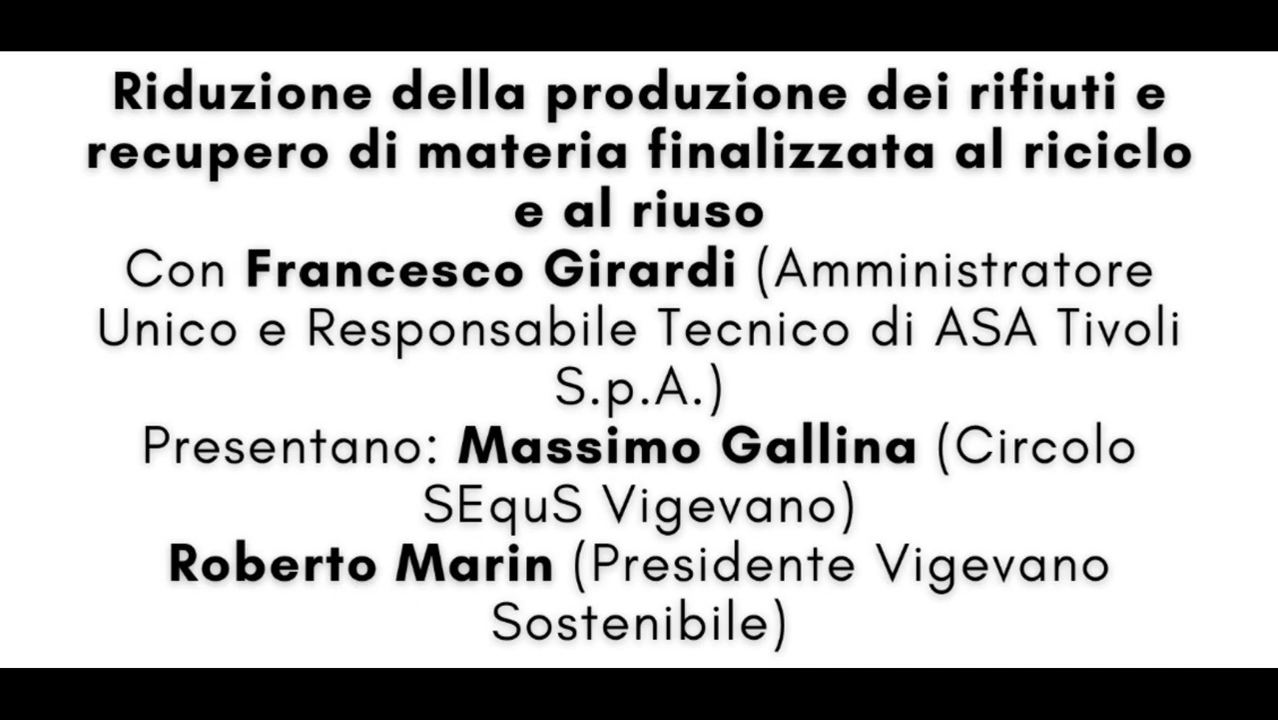 Riduzione della produzione dei rifiuti e
recupero di materia finalizzata al riciclo
e al riuso
Con Francesco Girardi (Amministratore
Unico e Responsabile Tecnico di ASA Tivoli
S.p.A.)
Presentano: Massimo Gallina (Circolo
SEquS Vigevano)
Roberto Marin (Presidente Vigevano
Sostenibile)